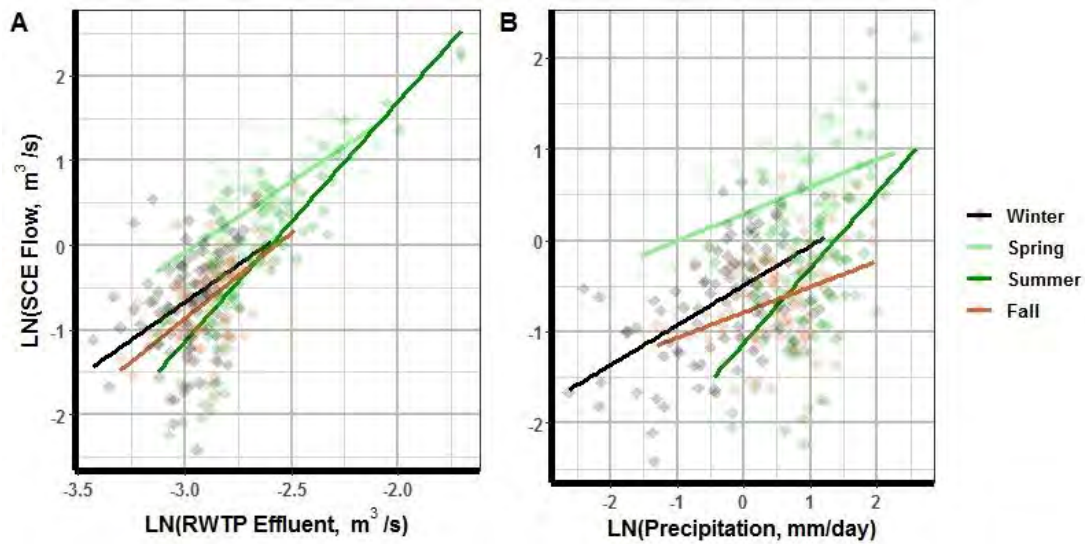 A
B
LN(SCE Flow, m³ /s)
2
1
0
-1
-2
-3.5
-3.0
-2.5
-2.0
LN(RWTP Effluent, m³ /s)
2
1
0
-1
-2
-2
-1
0
1
2
LN(Precipitation, mm/day)
Winter
Spring
Summer
Fall